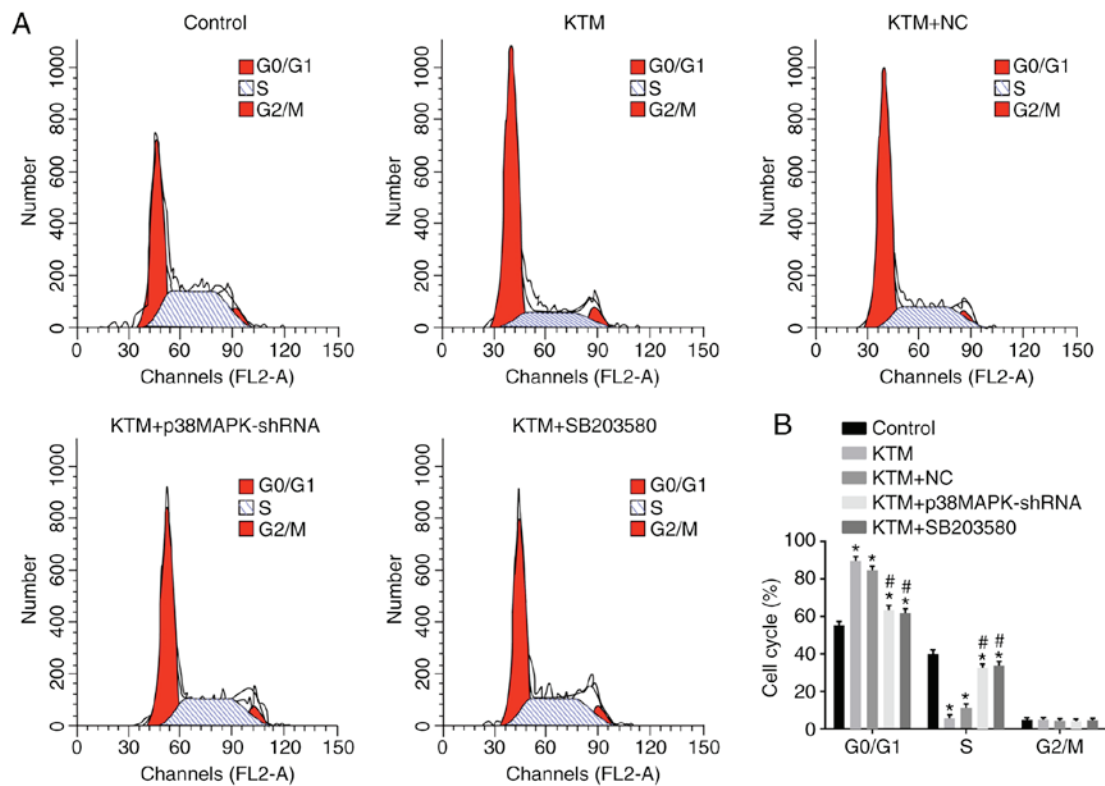 A
Control
1000
800
600
400
200
0
Number
G0/G1
S
G2/M
0 30 60 90 120 150
Channels (FL2-A)
KTM
1000
800
600
400
200
0
Number
G0/G1
S
G2/M
0 30 60 90 120 150
Channels (FL2-A)
KTM+NC
1000
800
600
400
200
0
Number
G0/G1
S
G2/M
0 30 60 90 120 150
Channels (FL2-A)
KTM+p38MAPK-shRNA
1000
800
600
400
200
0
Number
G0/G1
S
G2/M
0 30 60 90 120 150
Channels (FL2-A)
KTM+SB203580
1000
800
600
400
200
0
Number
G0/G1
S
G2/M
0 30 60 90 120 150
Channels (FL2-A)
B
Control
KTM
KTM+NC
KTM+p38MAPK-shRNA
KTM+SB203580
100
80
60
40
20
0
Cell cycle (%)
* * # * # *
* * # * # *
G0/G1 S G2/M